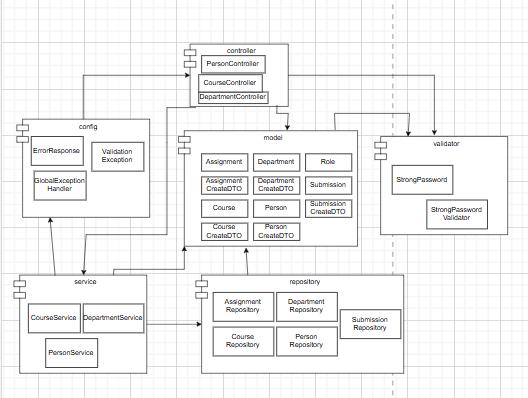 controller
PersonController
CourseController
DepartmentController
config
ErrorResponse
Validation
Exception
GlobalException
Handler
model
Assignment
Department
Role
Assignment
CreateDTO
Department
CreateDTO
Submission
Course
Person
Submission
CreateDTO
Course
CreateDTO
Person
CreateDTO
validator
StrongPassword
StrongPassword
Validator
service
CourseService
DepartmentService
PersonService
repository
Assignment
Repository
Department
Repository
Submission
Repository
Course
Repository
Person
Repository